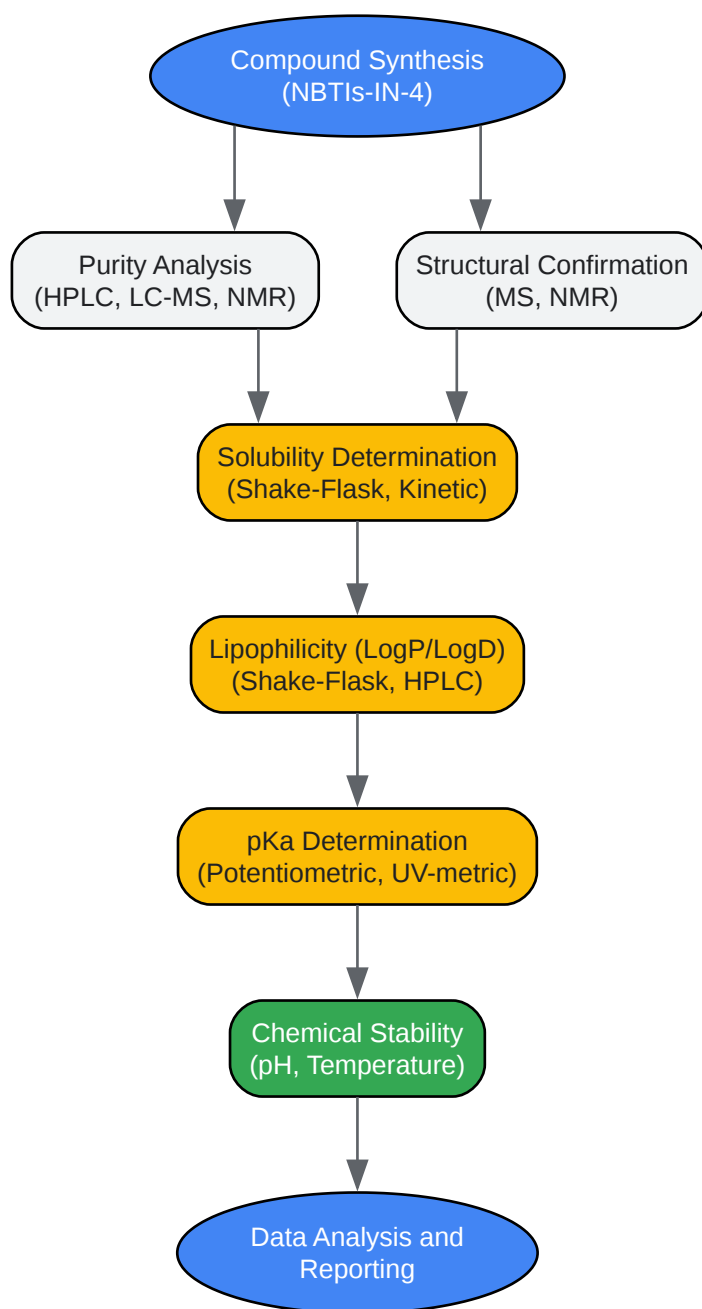 Compound Synthesis
(NBTIs-IN-4)
Purity Analysis
(HPLC, LC-MS, NMR)
Structural Confirmation
(MS, NMR)
Solubility Determination
(Shake-Flask, Kinetic)
Lipophilicity (LogP/LogD)
(Shake-Flask, HPLC)
pKa Determination
(Potentiometric, UV-metric)
Chemical Stability
(pH, Temperature)
Data Analysis and
Reporting